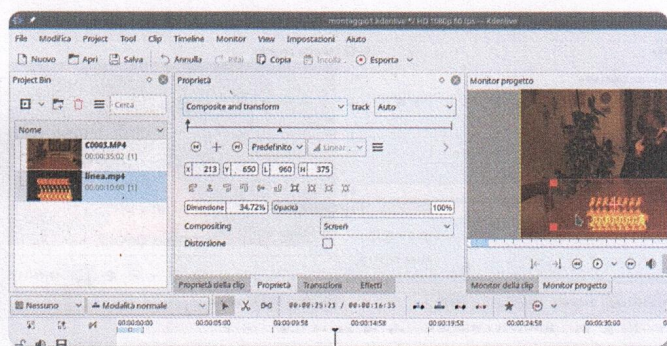 montaggio1.kdenlive */ HD 1080p 60 fps — Kdenlive
File Modifica Project Tool Clip Timeline Monitor View Impostazioni Aiuto
Nuovo Apri Salva Annulla Rifai Copia Incolla Esporta
Project Bin
Cerca
Nome
C0003.MP4
00:00:35:02 [1]
linea.mp4
00:00:10:00 [1]
Proprietà
Composite and transform track Auto
Predefinito Linear
X 213 Y 650 L 960 H 375
Dimensione 34.72% Opacità 100%
Compositing Screen
Distorsione
Proprietà della clip Proprietà Transizioni Effetti
Monitor progetto
Monitor della clip Monitor progetto
Nessuno Modalità normale 00:00:25:23 / 00:00:16:35
00:00:00:00 00:00:05:00 00:00:09:58 00:00:14:58 00:00:19:58 00:00:24:58 00:00:30:00